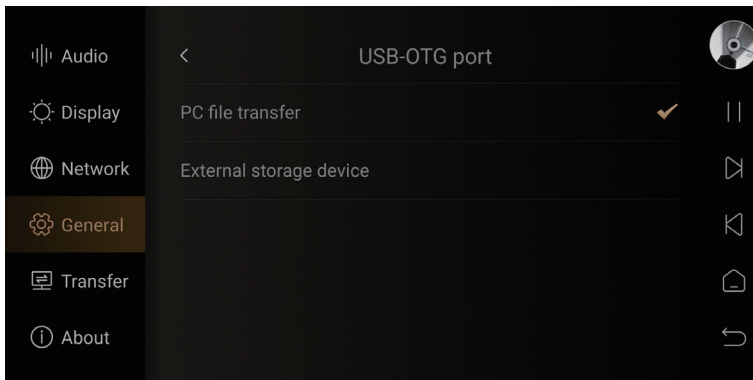 Audio
Display
Network
General
Transfer
About
USB-OTG port
PC file transfer
External storage device